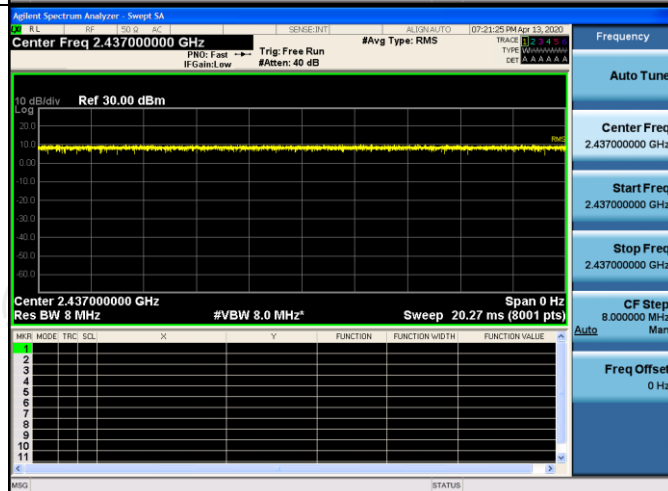 Agilent Spectrum Analyzer - Swept SA
RL RF 50 Ω AC SENSE:INT ALIGNAUTO 07:21:25 PM Apr 13, 2020
Center Freq 2.437000000 GHz
#Avg Type: RMS
TRACE 1 2 3 4 5 6
PNO: Fast Trig: Free Run
TYPE
IFGain:Low #Atten: 40 dB
DET A A A A A A
Frequency
Auto Tune
Center Freq
2.437000000 GHz
Start Freq
2.437000000 GHz
Stop Freq
2.437000000 GHz
CF Step
8.000000 MHz
Auto Man
Freq Offset
0 Hz
10 dB/div Ref 30.00 dBm
Log
20.0
10.0
0.00
-10.0
-20.0
-30.0
-40.0
-50.0
-60.0
RMS
Center 2.437000000 GHz Span 0 Hz
Res BW 8 MHz #VBW 8.0 MHz* Sweep 20.27 ms (8001 pts)
MKR MODE TRC SCL X Y FUNCTION FUNCTION WIDTH FUNCTION VALUE
1
2
3
4
5
6
7
8
9
10
11
MSG STATUS